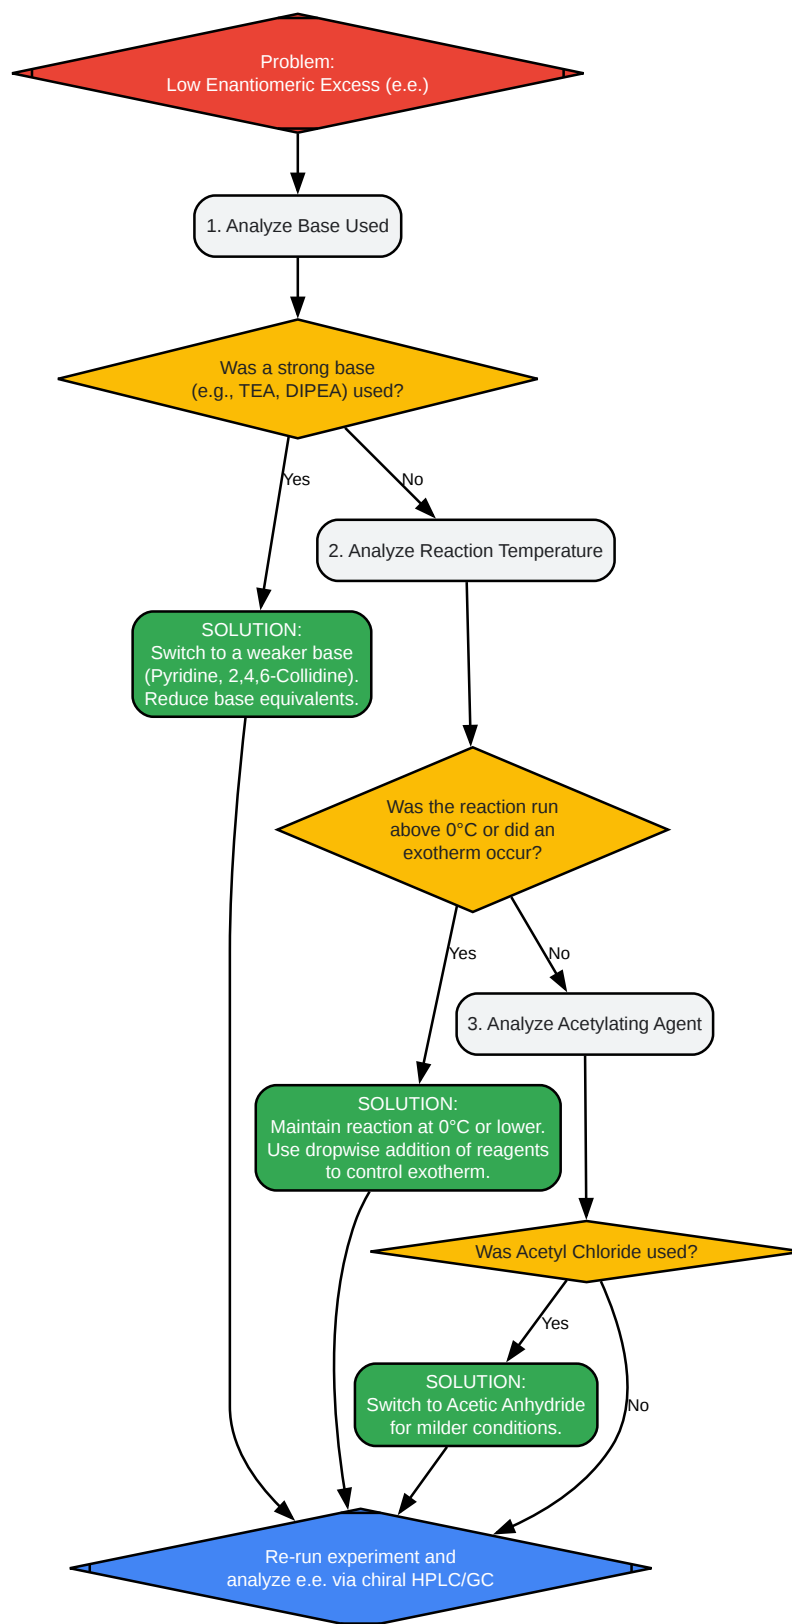 Problem:
Low Enantiomeric Excess (e.e.)
1. Analyze Base Used
Was a strong base
(e.g., TEA, DIPEA) used?
Yes
No
2. Analyze Reaction Temperature
SOLUTION:
Switch to a weaker base
(Pyridine, 2,4,6-Collidine).
Reduce base equivalents.
Was the reaction run
above 0°C or did an
exotherm occur?
Yes
No
3. Analyze Acetylating Agent
SOLUTION:
Maintain reaction at 0°C or lower.
Use dropwise addition of reagents
to control exotherm.
Was Acetyl Chloride used?
Yes
SOLUTION:
Switch to Acetic Anhydride
for milder conditions.
No
Re-run experiment and
analyze e.e. via chiral HPLC/GC